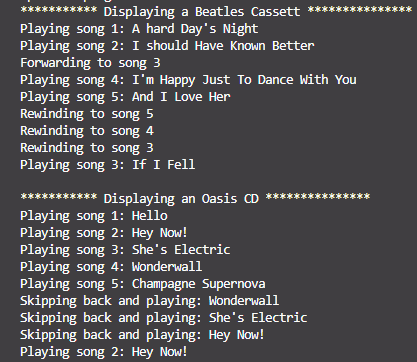 *********** Displaying a Beatles Cassett ***************
Playing song 1: A hard Day's Night
Playing song 2: I should Have Known Better
Forwarding to song 3
Playing song 4: I'm Happy Just To Dance With You
Playing song 5: And I Love Her
Rewinding to song 5
Rewinding to song 4
Rewinding to song 3
Playing song 3: If I Fell
*********** Displaying an Oasis CD ***************
Playing song 1: Hello
Playing song 2: Hey Now!
Playing song 3: She's Electric
Playing song 4: Wonderwall
Playing song 5: Champagne Supernova
Skipping back and playing: Wonderwall
Skipping back and playing: She's Electric
Skipping back and playing: Hey Now!
Playing song 2: Hey Now!